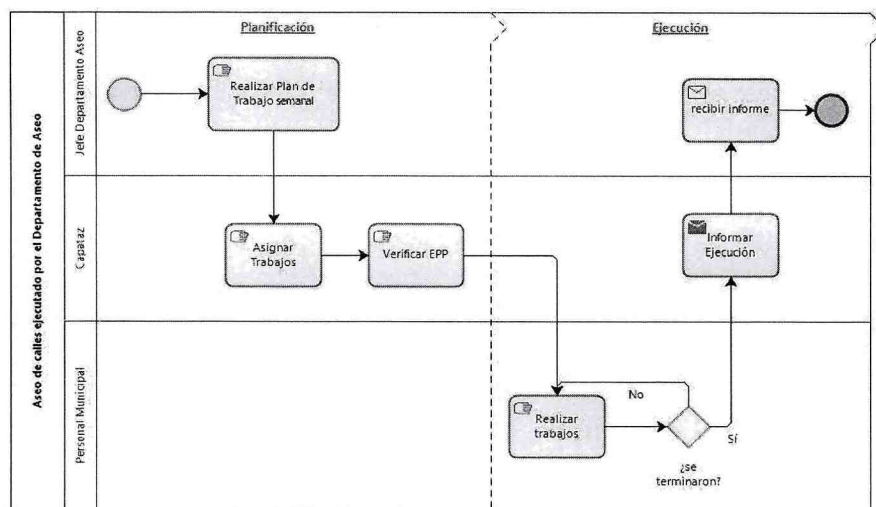 Aseo de calles ejecutado por el Departamento de Aseo
Planificación
Ejecución
Jefe Departamento Aseo
Realizar Plan de
Trabajo semanal
recibir informe
Capataz
Asignar
Trabajos
Verificar EPP
Informar
Ejecución
Personal Municipal
Realizar
trabajos
No
Sí
¿se
terminaron?